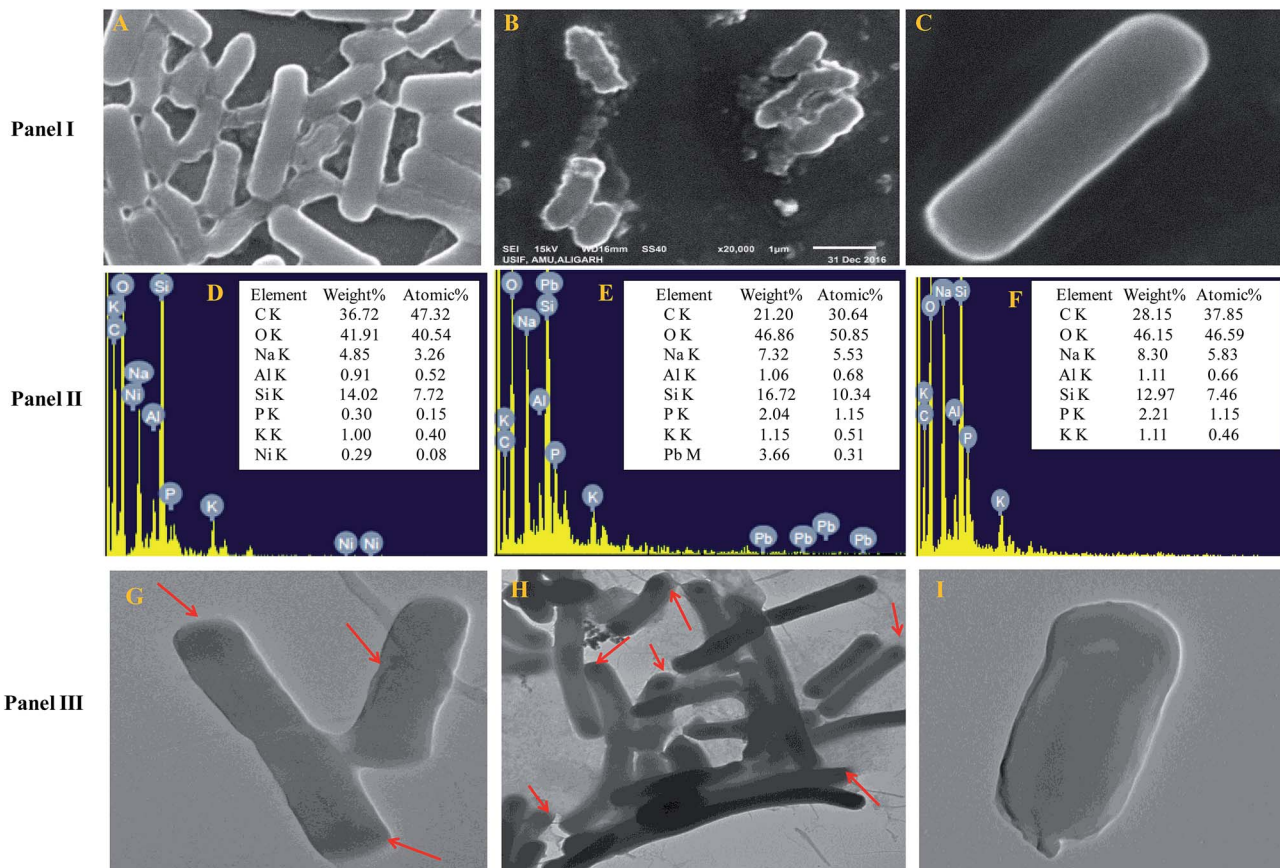 Panel I
A
B
C
SEI 15kV WD16mm SS40 x20,000 1µm
USIF, AMU,ALIGARH 31 Dec 2016
Panel II
D
K
O
Si
C
Na
Ni
Al
P
K
Ni
Ni
Element Weight% Atomic%
C K 36.72 47.32
O K 41.91 40.54
Na K 4.85 3.26
Al K 0.91 0.52
Si K 14.02 7.72
P K 0.30 0.15
K K 1.00 0.40
Ni K 0.29 0.08
E
O
Pb
Si
Na
Al
K
C
P
K
Pb
Pb
Pb
Pb
Element Weight% Atomic%
C K 21.20 30.64
O K 46.86 50.85
Na K 7.32 5.53
Al K 1.06 0.68
Si K 16.72 10.34
P K 2.04 1.15
K K 1.15 0.51
Pb M 3.66 0.31
F
O
Na
Si
K
C
Al
P
K
Element Weight% Atomic%
C K 28.15 37.85
O K 46.15 46.59
Na K 8.30 5.83
Al K 1.11 0.66
Si K 12.97 7.46
P K 2.21 1.15
K K 1.11 0.46
Panel III
G
H
I